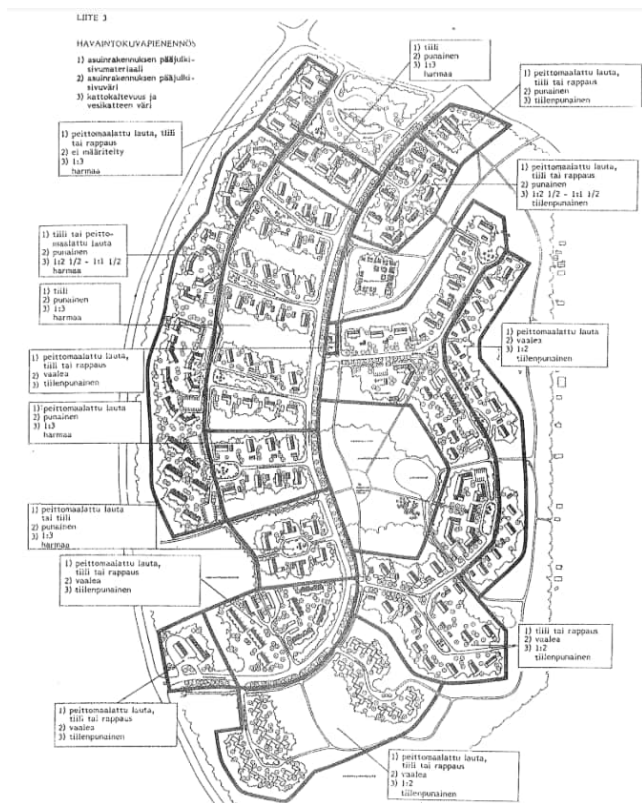 LIITE 3
HAVAINTOKUVAPIENENNÖS
1) asuinrakennuksen pääjulki-
sivumateriaali
2) asuinrakennuksen pääjulki-
sivuväri
3) kattokaltevuus ja
vesikatteen väri
1) tiili
2) punainen
3) 1:3
harmaa
1) peittomaalattu lauta,
tiili tai rappaus
2) punainen
3) tiilenpunainen
1) peittomaalattu lauta, tiili
tai rappaus
2) ei määritelty
3) 1:3
harmaa
1) peittomaalattu lauta,
tiili tai rappaus
2) punainen
3) 1:2 1/2 - 1:1 1/2
tiilenpunainen
1) tiili tai peitto-
maalattu lauta
2) punainen
3) 1:2 1/2 - 1:1 1/2
harmaa
1) tiili
2) punainen
3) 1:3
harmaa
1) peittomaalattu lauta
2) vaalea
3) 1:2
tiilenpunainen
1) peittomaalattu lauta,
tiili tai rappaus
2) vaalea
3) tiilenpunainen
1) peittomaalattu lauta
2) punainen
3) 1:3
harmaa
1) peittomaalattu lauta
tai tiili
2) punainen
3) 1:3
harmaa
1) peittomaalattu lauta,
tiili tai rappaus
2) vaalea
3) tiilenpunainen
1) tiili tai rappaus
2) vaalea
3) 1:2
tiilenpunainen
1) peittomaalattu lauta,
tiili tai rappaus
2) vaalea
3) tiilenpunainen
1) peittomaalattu lauta,
tiili tai rappaus
2) vaalea
3) 1:2
tiilenpunainen